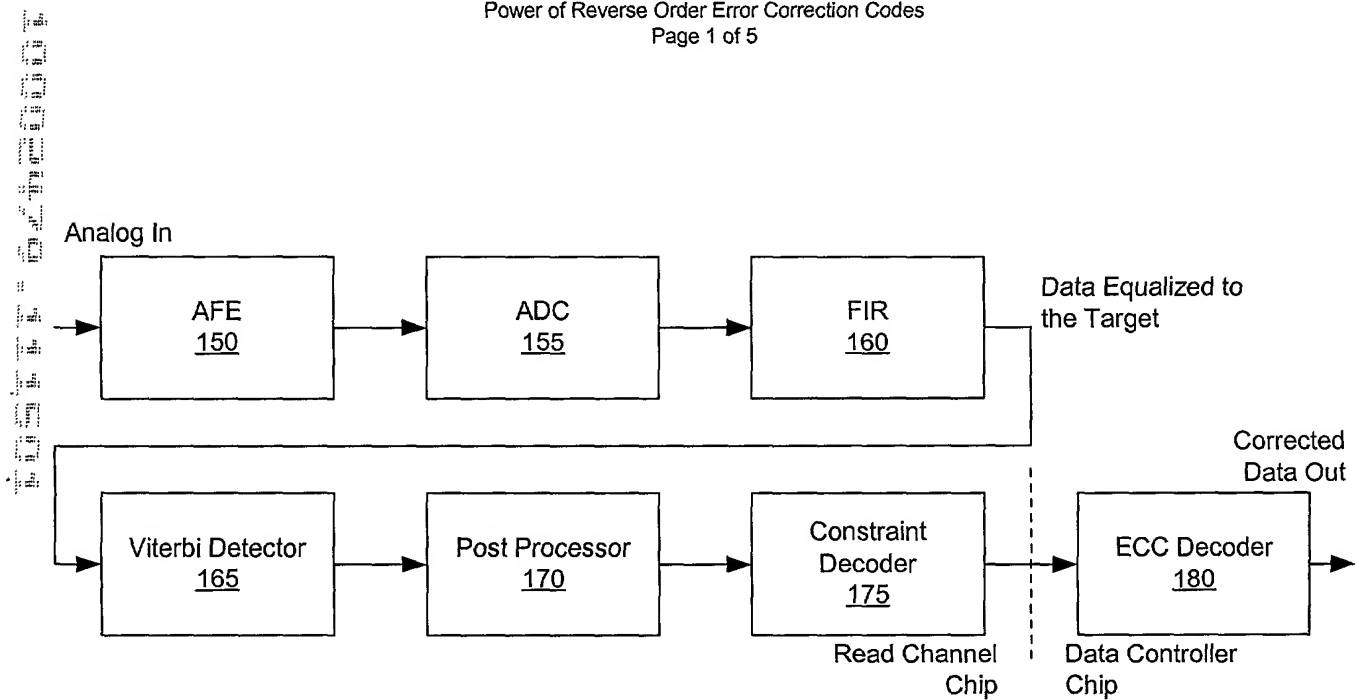 Power of Reverse Order Error Correction Codes
Page 1 of 5
Analog In
AFE
150
ADC
155
FIR
160
Data Equalized to
the Target
Corrected
Data Out
Viterbi Detector
165
Post Processor
170
Constraint
Decoder
175
ECC Decoder
180
Read Channel
Chip
Data Controller
Chip